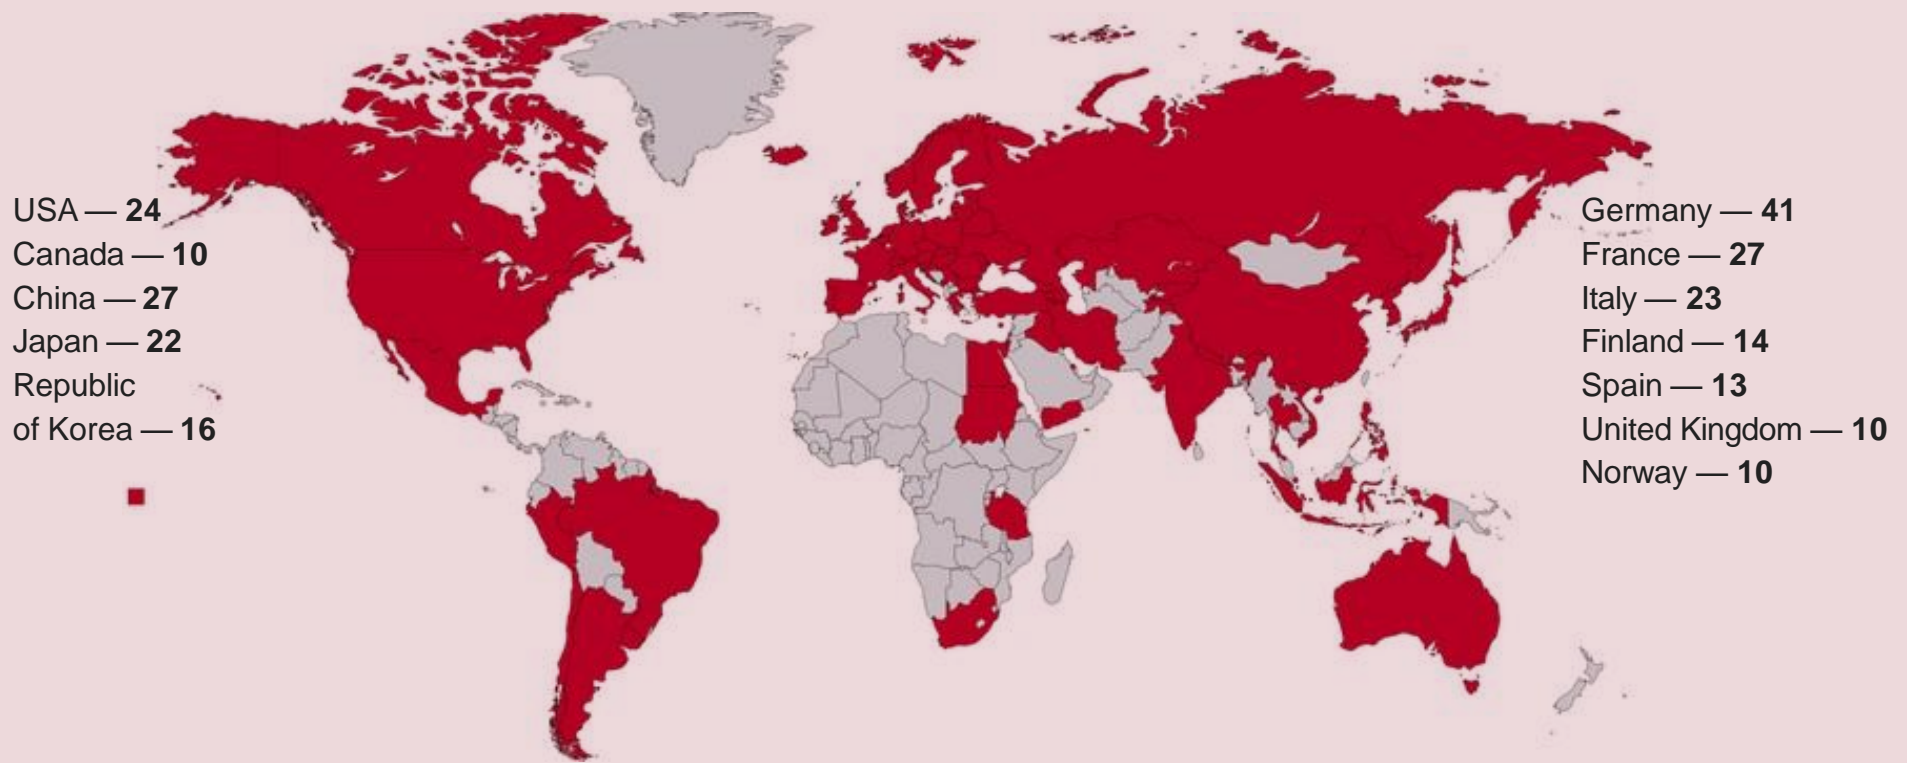 USA — 24
Canada — 10
China — 27
Japan — 22
Republic
of Korea — 16
Germany — 41
France — 27
Italy — 23
Finland — 14
Spain — 13
United Kingdom — 10
Norway — 10